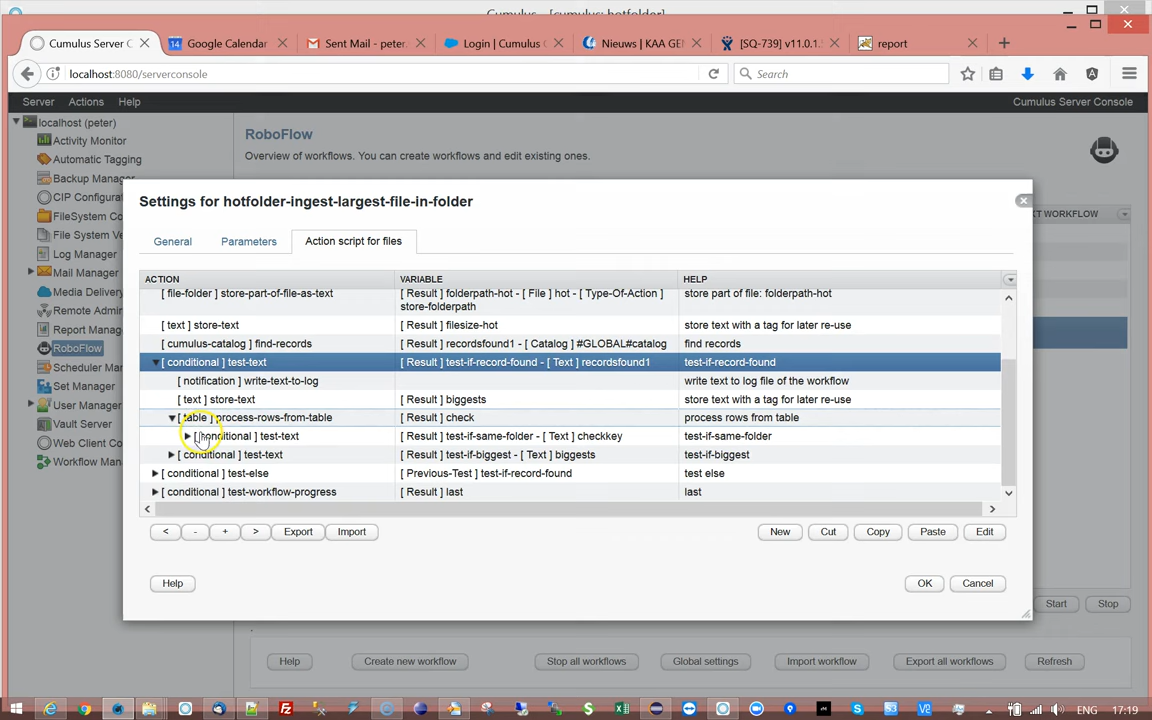 Cumulus - [cumulus: hotfolder]
Cumulus Server C
Google Calendar
Sent Mail - peter.
Login | Cumulus
Nieuws | KAA GEN
[SQ-739] v11.0.1.
report
localhost:8080/serverconsole
Search
Server Actions Help
Cumulus Server Console
localhost (peter)
Activity Monitor
Automatic Tagging
Backup Manager
CIP Configura
FileSystem Co
File System Ve
Log Manager
Mail Manager
Media Delivery
Remote Admi
Report Manag
RoboFlow
Scheduler Man
Set Manager
User Manager
Vault Server
Web Client Co
Workflow Mana
RoboFlow
Overview of workflows. You can create workflows and edit existing ones.
XT WORKFLOW
Settings for hotfolder-ingest-largest-file-in-folder
General Parameters Action script for files
ACTION VARIABLE HELP
[ file-folder ] store-part-of-file-as-text [ Result ] folderpath-hot - [ File ] hot - [ Type-Of-Action ] store part of file: folderpath-hot
store-folderpath
[ text ] store-text [ Result ] filesize-hot store text with a tag for later re-use
[ cumulus-catalog ] find-records [ Result ] recordsfound1 - [ Catalog ] #GLOBAL#catalog find records
[ conditional ] test-text [ Result ] test-if-record-found - [ Text ] recordsfound1 test-if-record-found
[ notification ] write-text-to-log write text to log file of the workflow
[ text ] store-text [ Result ] biggests store text with a tag for later re-use
[ table ] process-rows-from-table [ Result ] check process rows from table
[ conditional ] test-text [ Result ] test-if-same-folder - [ Text ] checkkey test-if-same-folder
[ conditional ] test-text [ Result ] test-if-biggest - [ Text ] biggests test-if-biggest
[ conditional ] test-else [ Previous-Test ] test-if-record-found test else
[ conditional ] test-workflow-progress [ Result ] last last
< - + > Export Import New Cut Copy Paste Edit
Help OK Cancel
Start Stop
Help Create new workflow Stop all workflows Global settings Import workflow Export all workflows Refresh
ENG 17:19